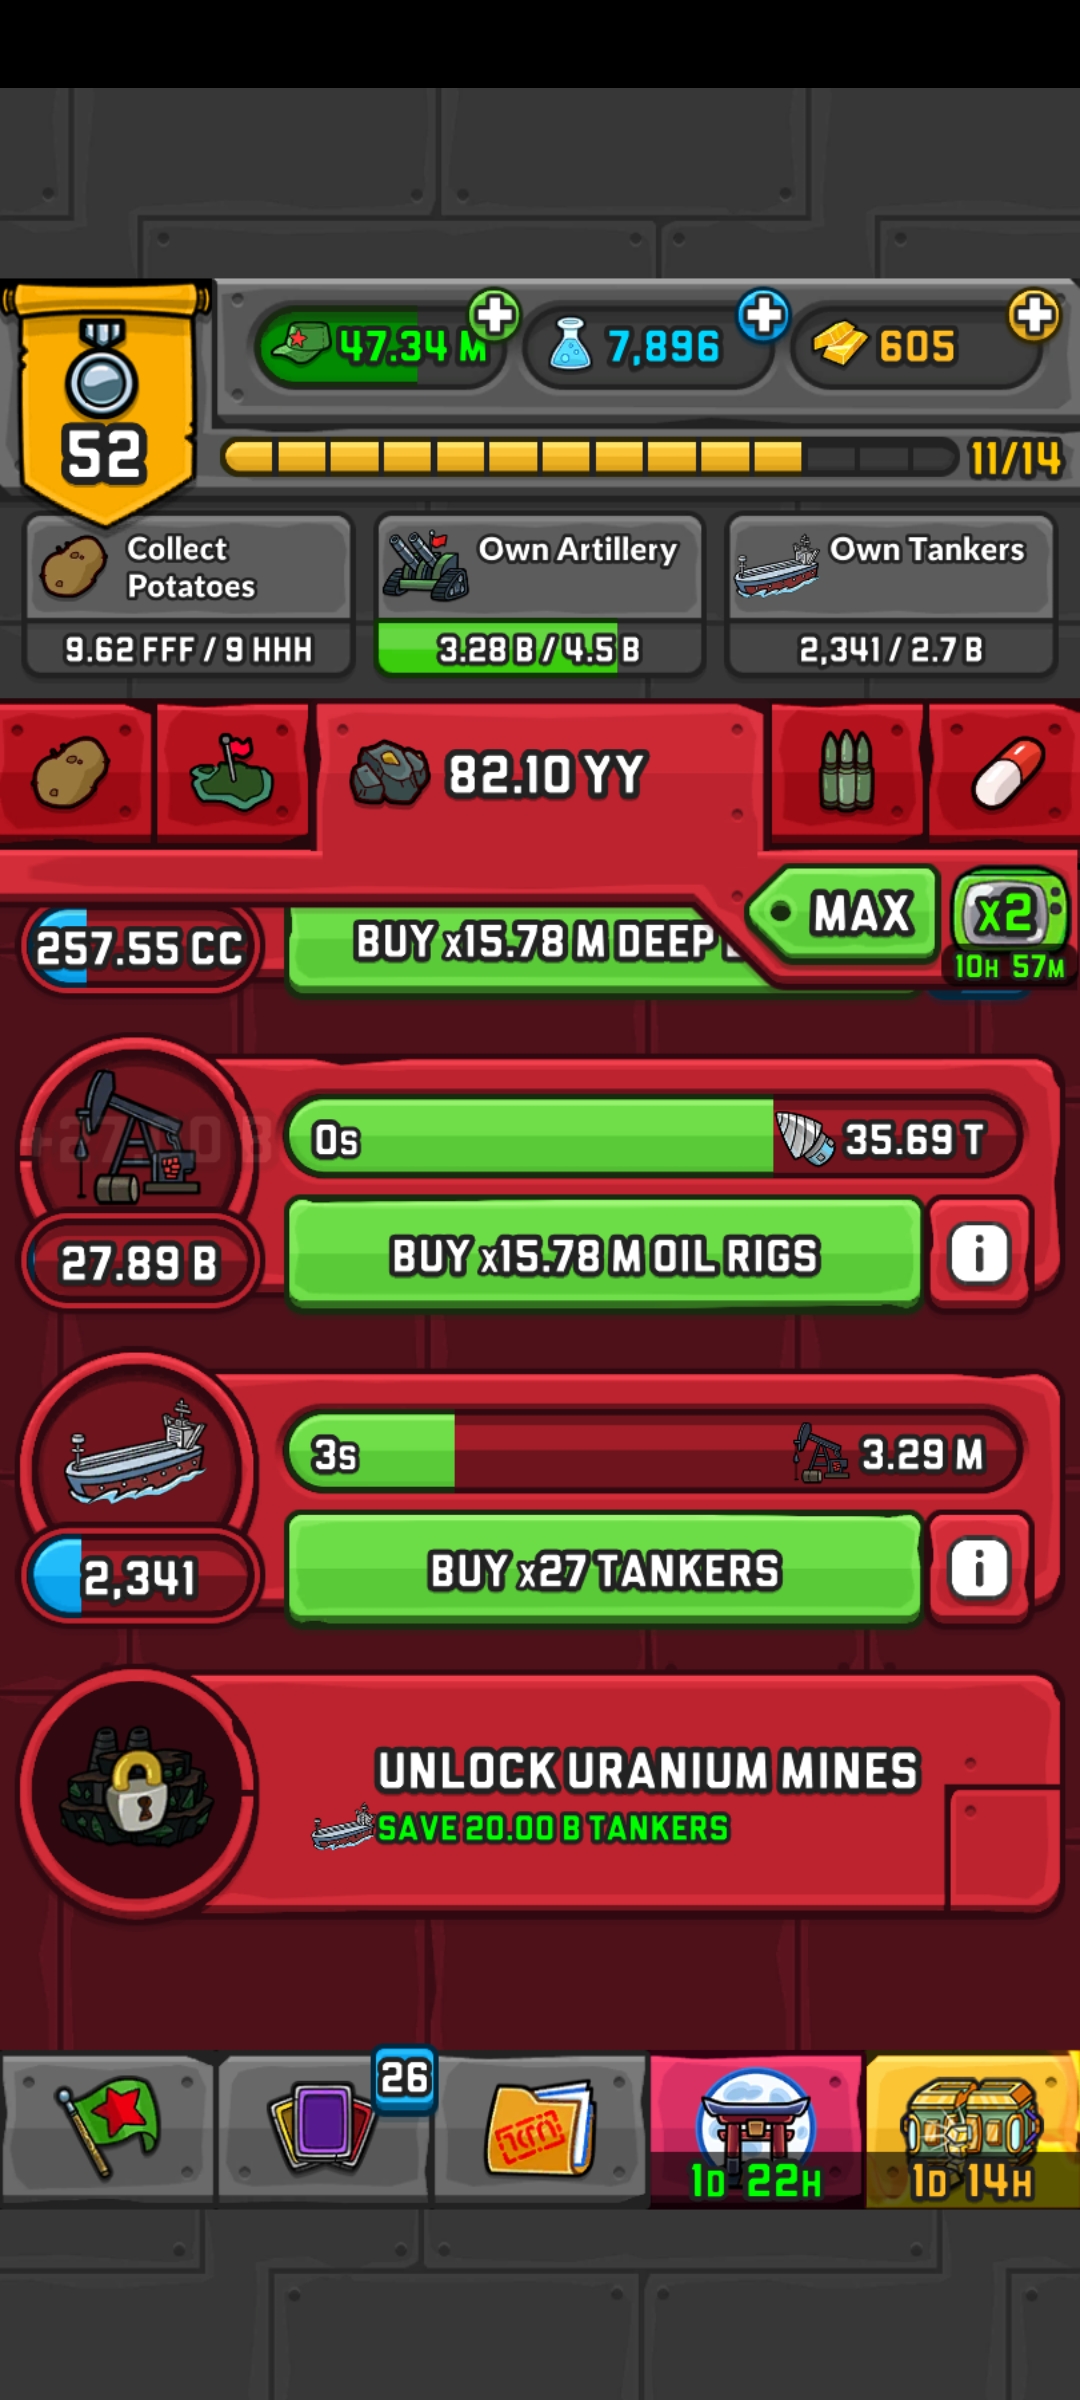 47.34 M
7,896
605
52
11/14
Collect
Potatoes
9.62 FFF / 9 HHH
Own Artillery
3.28 B / 4.5 B
Own Tankers
2,341 / 2.7 B
82.10 YY
MAX
x2
10H 57M
257.55 CC
BUY x15.78 M DEEP
0s
35.69 T
27.89 B
BUY x15.78 M OIL RIGS
i
3s
3.29 M
2,341
BUY x27 TANKERS
i
UNLOCK URANIUM MINES
SAVE 20.00 B TANKERS
26
1D 22H
1D 14H